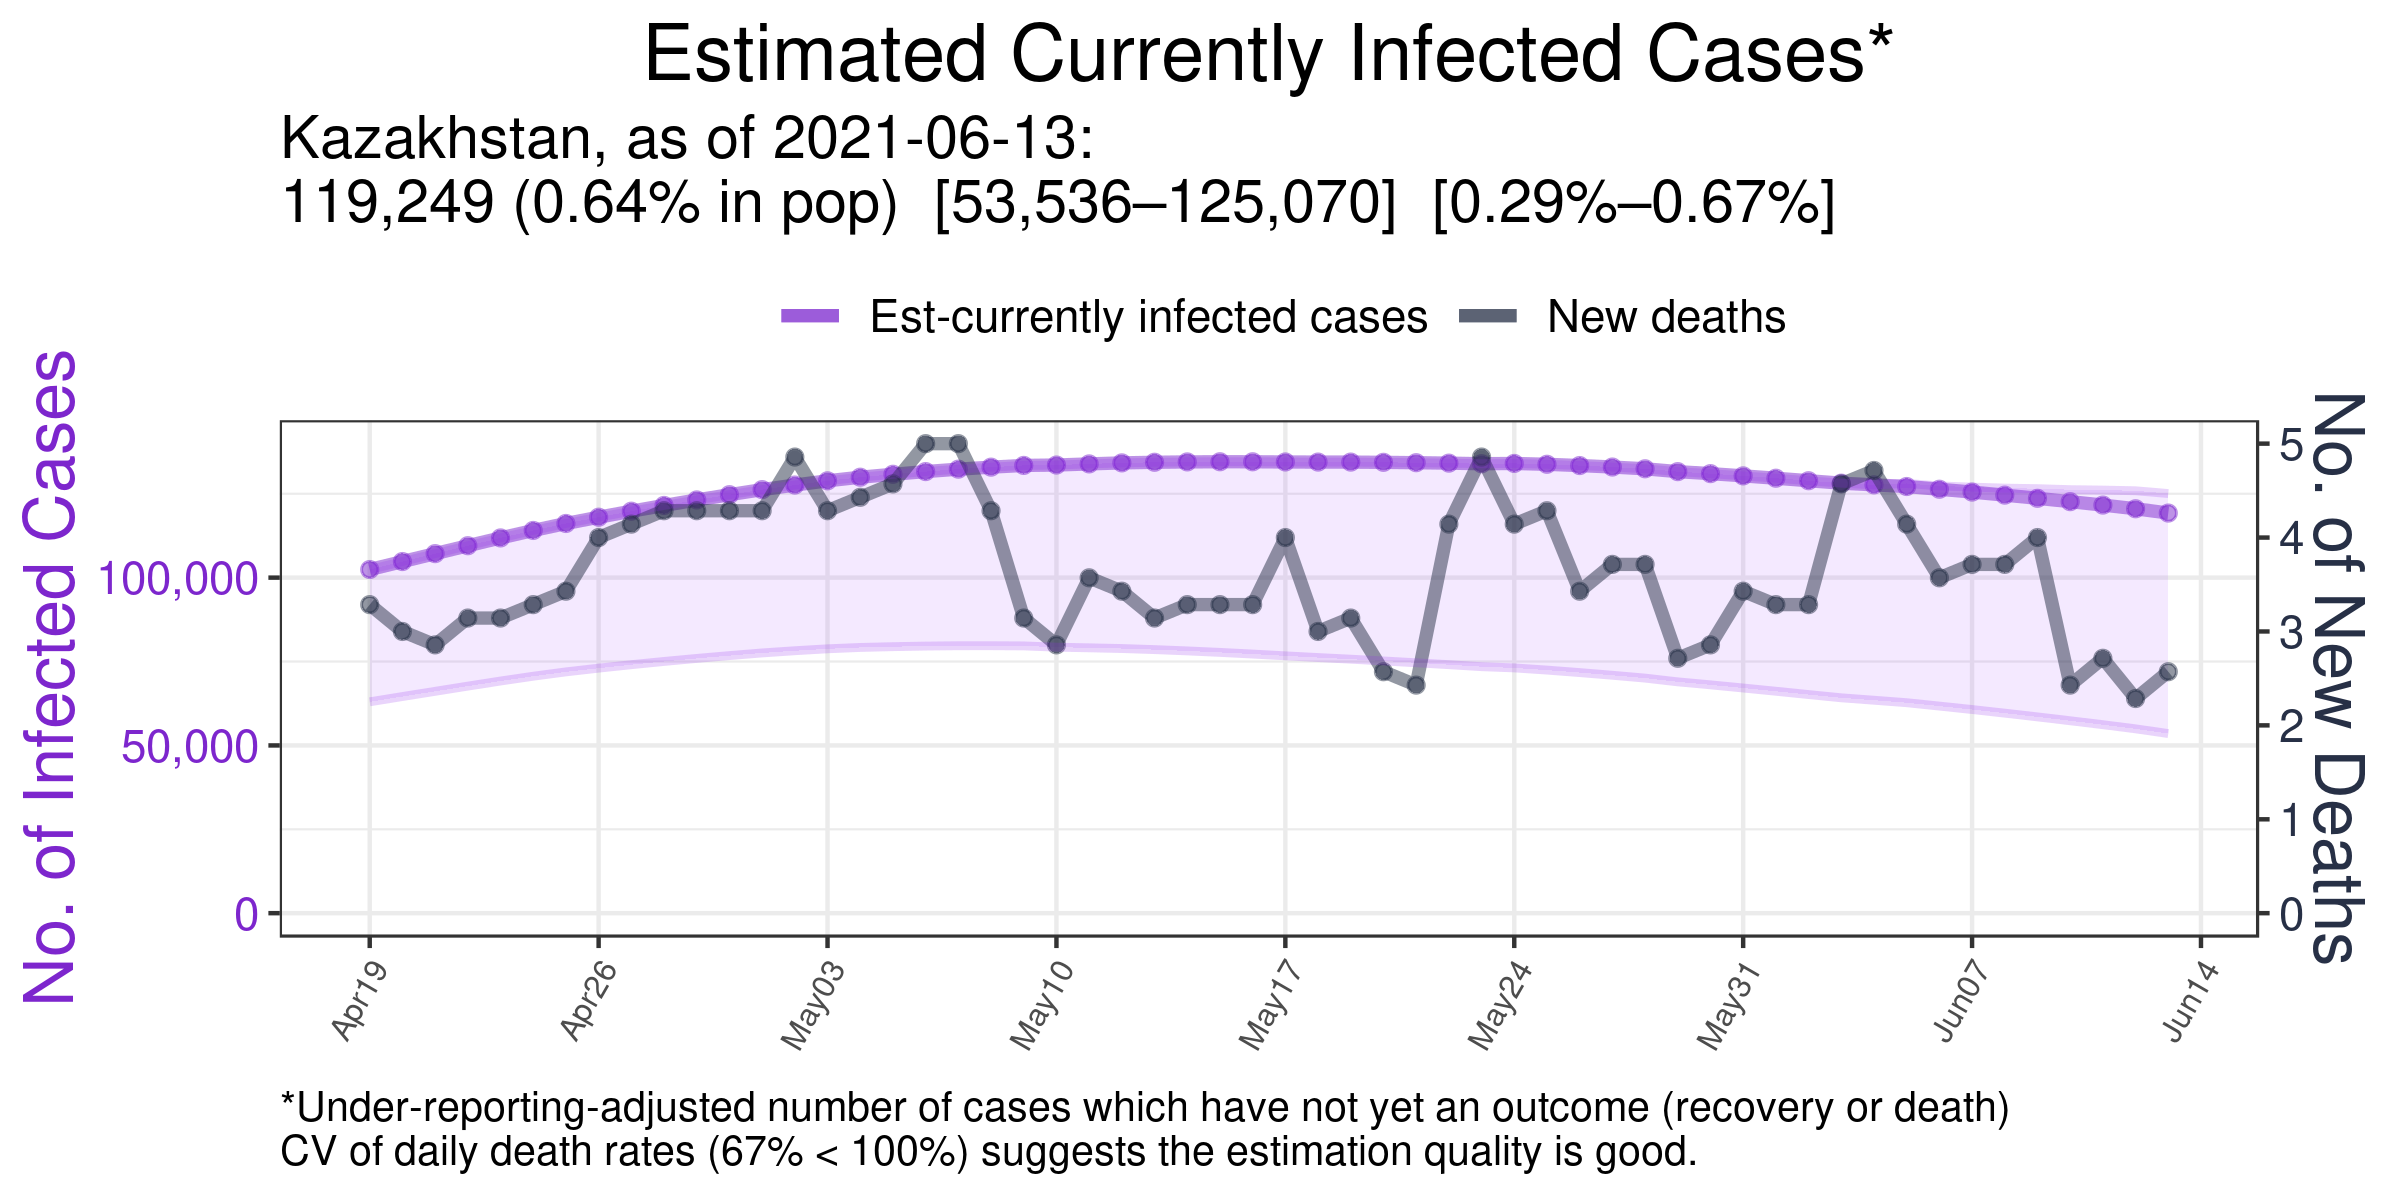 Estimated Currently Infected Cases*
Kazakhstan, as of 2021-06-13:
119,249 (0.64% in pop)  [53,536–125,070]  [0.29%–0.67%]
Est-currently infected cases
New deaths
No. of Infected Cases
100,000
50,000
0
5
4
3
2
1
0
No. of New Deaths
Apr19
Apr26
May03
May10
May17
May24
May31
Jun07
Jun14
*Under-reporting-adjusted number of cases which have not yet an outcome (recovery or death)
CV of daily death rates (67% < 100%) suggests the estimation quality is good.